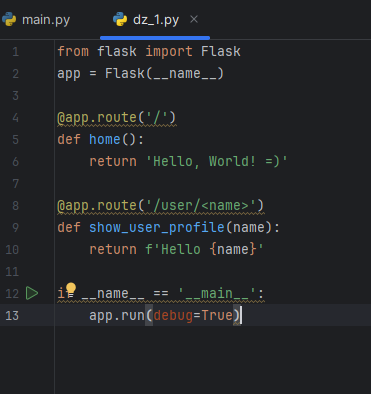 main.py
dz_1.py
1 from flask import Flask
2 app = Flask(__name__)
3
4 @app.route('/')
5 def home():
6     return 'Hello, World! =)'
7
8 @app.route('/user/<name>')
9 def show_user_profile(name):
10     return f'Hello {name}'
11
12 i __name__ == '__main__':
13     app.run(debug=True)